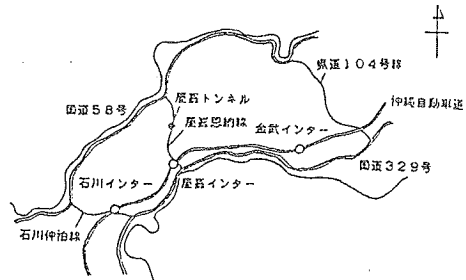 県道104号線
沖縄自動車道
屋嘉トンネル
国道58号
屋嘉恩納線
金武インター
国道329号
石川インター
屋嘉インター
石川仲泊線